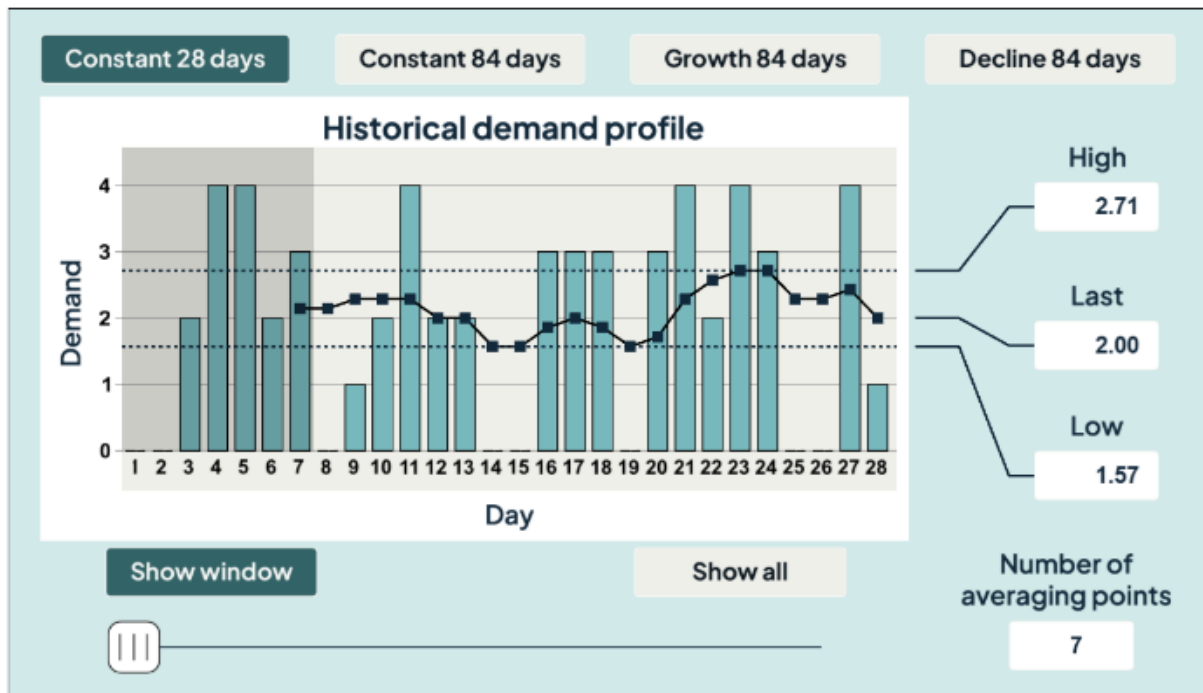 Constant 28 days
Constant 84 days
Growth 84 days
Decline 84 days
Historical demand profile
High
2.71
Last
2.00
Low
1.57
Demand
4
3
2
1
0
1 2 3 4 5 6 7 8 9 10 11 12 13 14 15 16 17 18 19 20 21 22 23 24 25 26 27 28
Day
Show window
Show all
Number of
averaging points
7